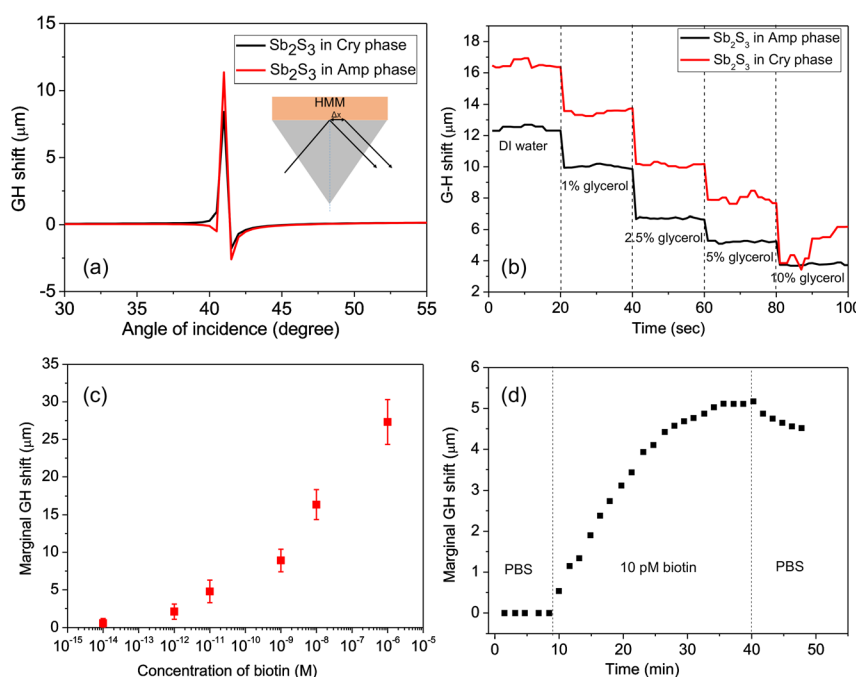 (a)
Sb₂S₃ in Cry phase
Sb₂S₃ in Amp phase
HMM
Δx
GH shift (μm)
15
10
5
0
-5
30 35 40 45 50 55
Angle of incidence (degree)
(b)
Sb₂S₃ in Amp phase
Sb₂S₃ in Cry phase
G-H shift (μm)
20
18
16
14
12
10
8
6
4
2
DI water
1% glycerol
2.5% glycerol
5% glycerol
10% glycerol
0 20 40 60 80 100
Time (sec)
(c)
Marginal GH shift (μm)
35
30
25
20
15
10
5
0
10⁻¹⁵ 10⁻¹⁴ 10⁻¹³ 10⁻¹² 10⁻¹¹ 10⁻¹⁰ 10⁻⁹ 10⁻⁸ 10⁻⁷ 10⁻⁶ 10⁻⁵
Concentration of biotin (M)
(d)
Marginal GH shift (μm)
6
5
4
3
2
1
0
PBS
10 pM biotin
PBS
0 10 20 30 40 50 60
Time (min)